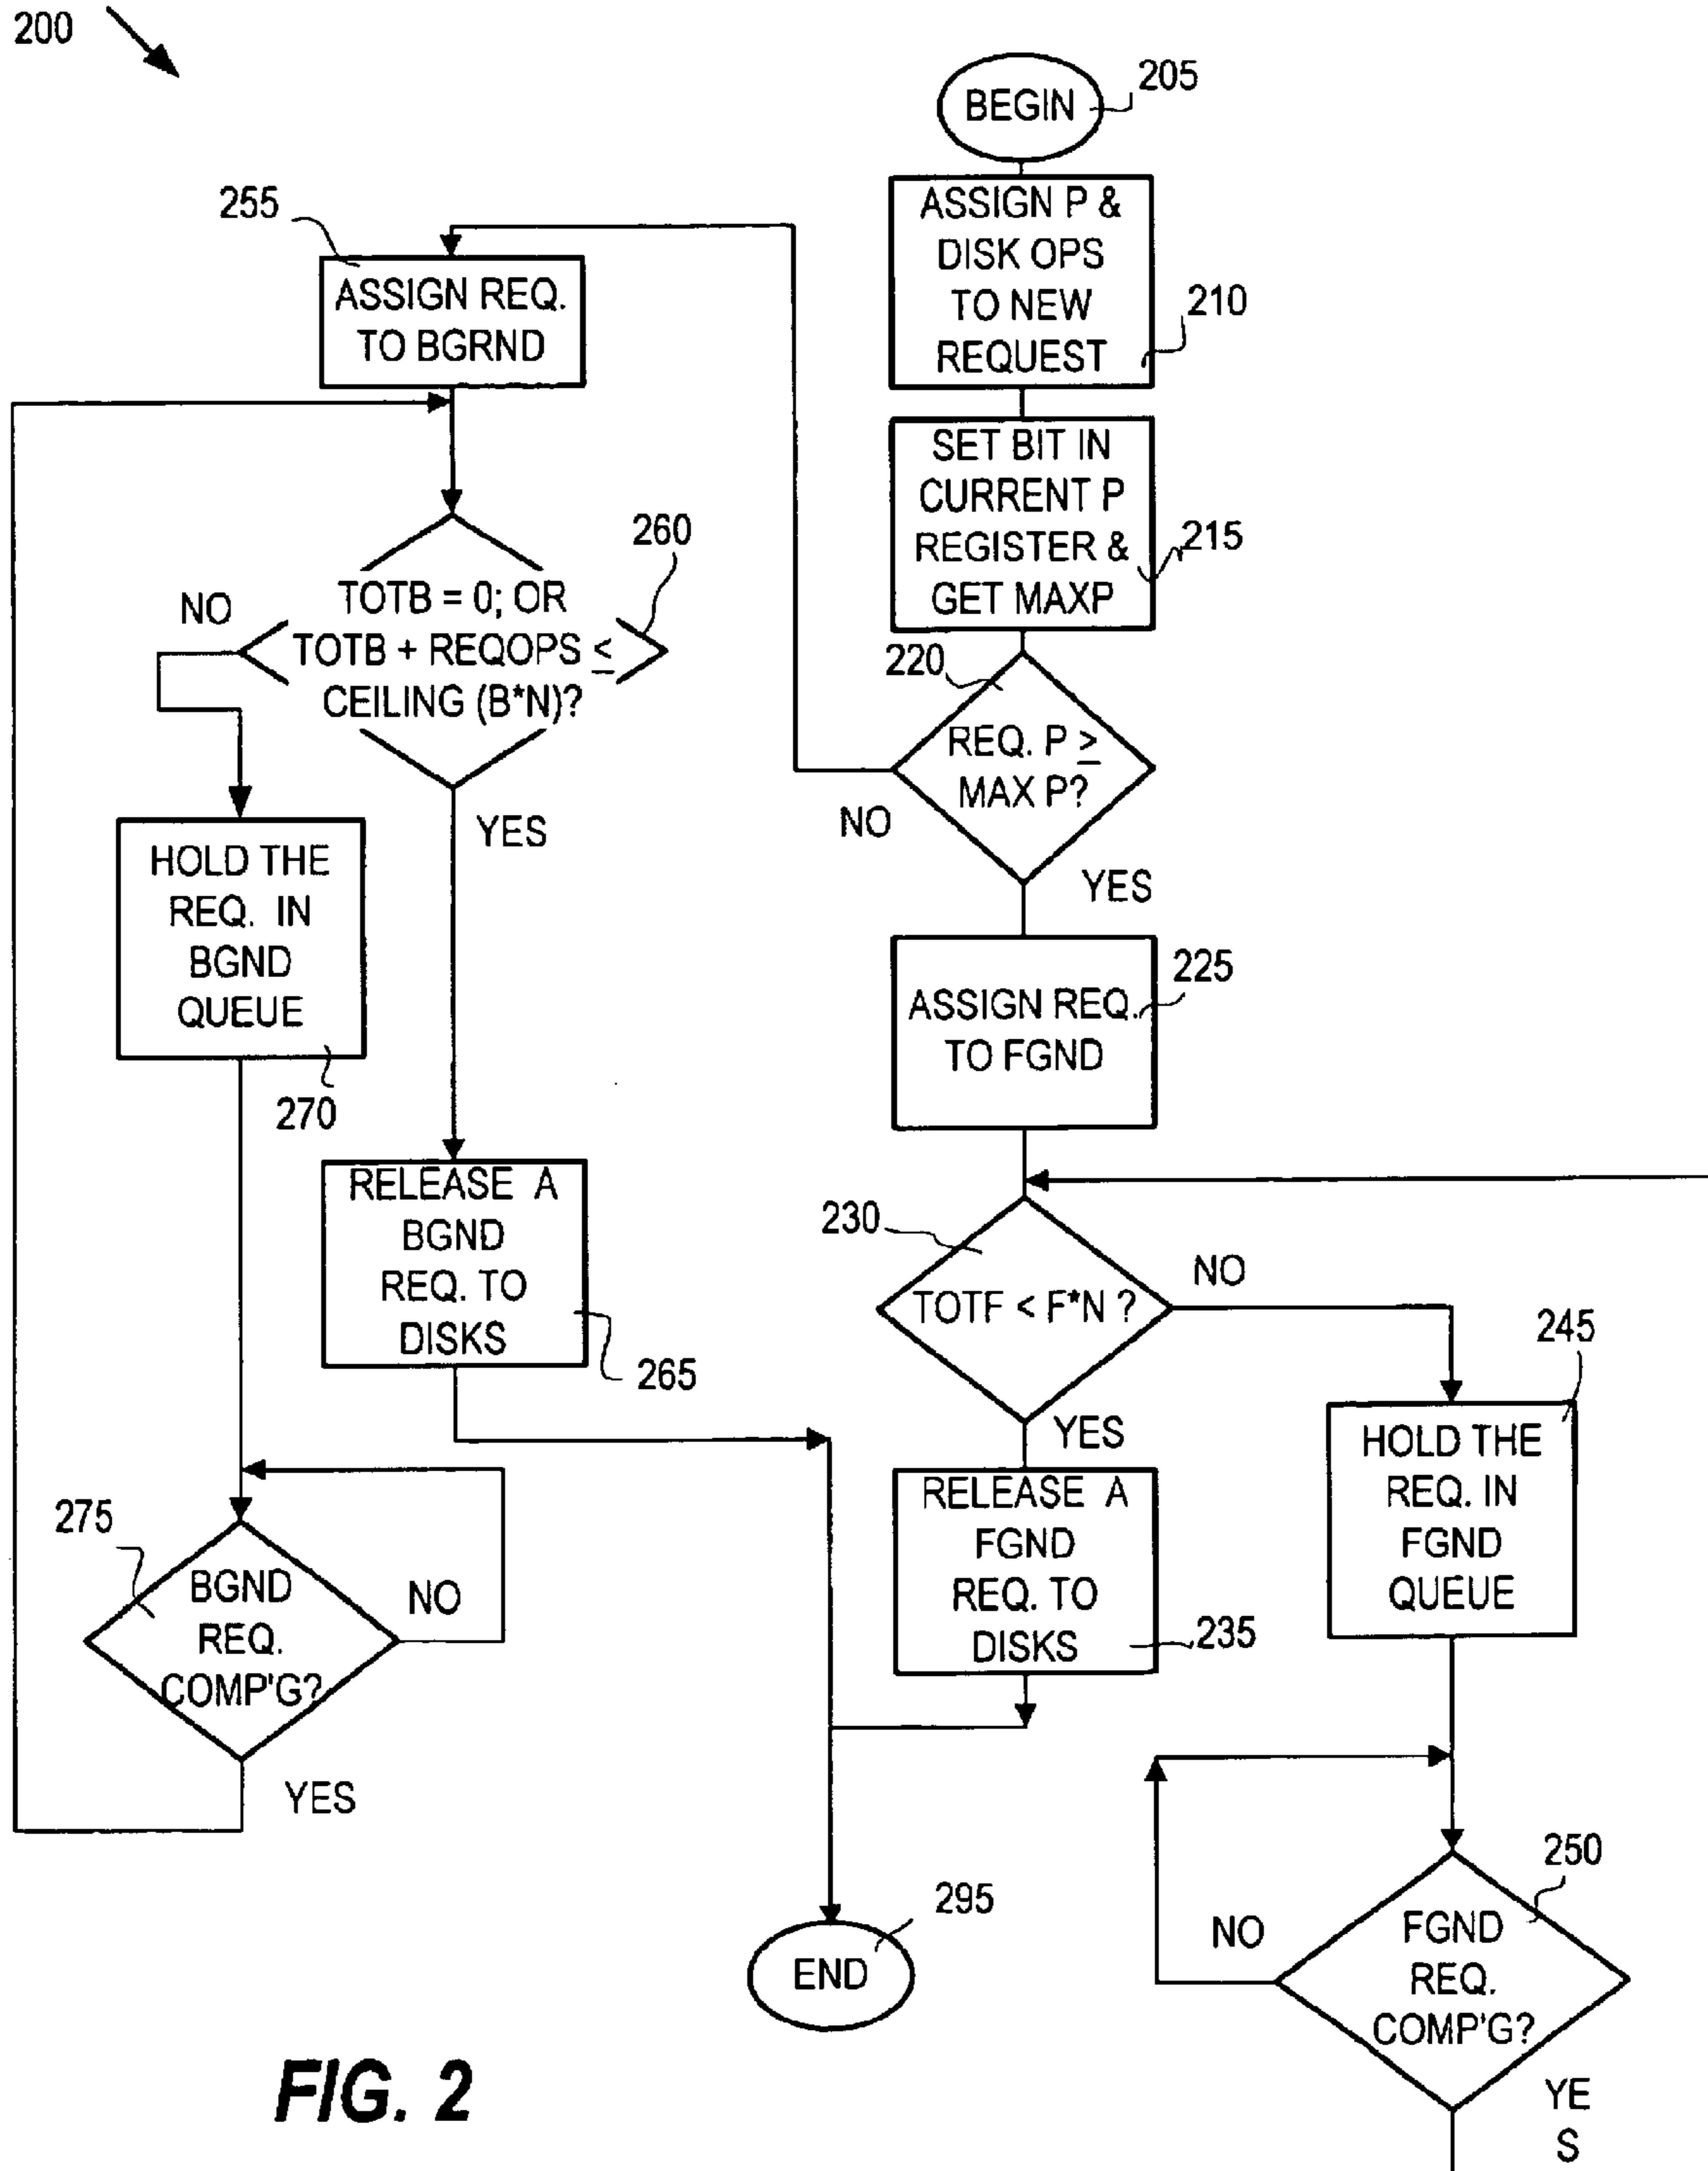 200
BEGIN
205
ASSIGN P &
DISK OPS
TO NEW
REQUEST
210
SET BIT IN
CURRENT P
REGISTER &
GET MAXP
215
220
REQ. P ≥
MAX P?
NO
YES
ASSIGN REQ.
TO FGND
225
230
TOTF < F*N ?
NO
YES
RELEASE A
FGND
REQ. TO
DISKS
235
245
HOLD THE
REQ. IN
FGND
QUEUE
250
FGND
REQ.
COMP'G?
NO
YE
S
255
ASSIGN REQ.
TO BGRND
260
TOTB = 0; OR
TOTB + REQOPS ≤
CEILING (B*N)?
NO
YES
HOLD THE
REQ. IN
BGND
QUEUE
270
RELEASE A
BGND
REQ. TO
DISKS
265
275
BGND
REQ.
COMP'G?
NO
YES
295
END
FIG. 2